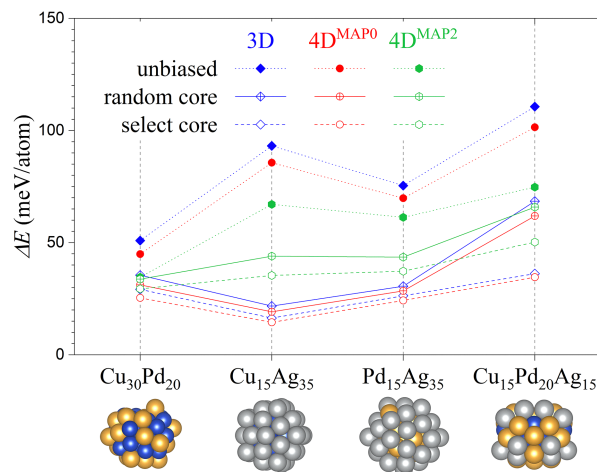 150
3D 4D^MAP0 4D^MAP2
unbiased
random core
select core
100
50
0
ΔE (meV/atom)
Cu₃₀Pd₂₀ Cu₁₅Ag₃₅ Pd₁₅Ag₃₅ Cu₁₅Pd₂₀Ag₁₅